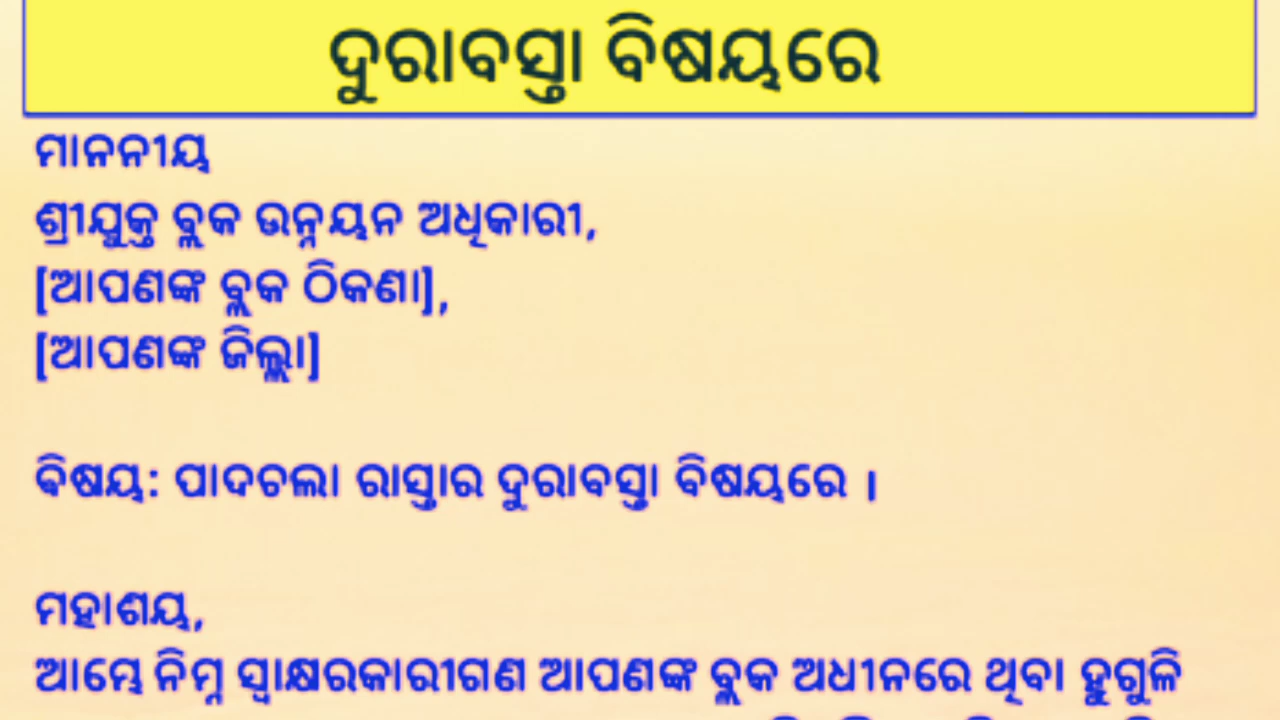 ଦୁରାବସ୍ତା ବିଷୟରେ
ମାନନୀୟ
ଶ୍ରୀଯୁକ୍ତ ବ୍ଲକ ଉନ୍ନୟନ ଅଧିକାରୀ,
[ଆପଣଙ୍କ ବ୍ଲକ ଠିକଣା],
[ଆପଣଙ୍କ ଜିଲ୍ଲା]
ବିଷୟ: ପାଦଚଲା ରାସ୍ତାର ଦୁରାବସ୍ତା ବିଷୟରେ ।
ମହାଶୟ,
ଆମ୍ଭେ ନିମ୍ନ ସ୍ୱାକ୍ଷରକାରୀଗଣ ଆପଣଙ୍କ ବ୍ଲକ ଅଧୀନରେ ଥିବା ହୁଗୁଳି